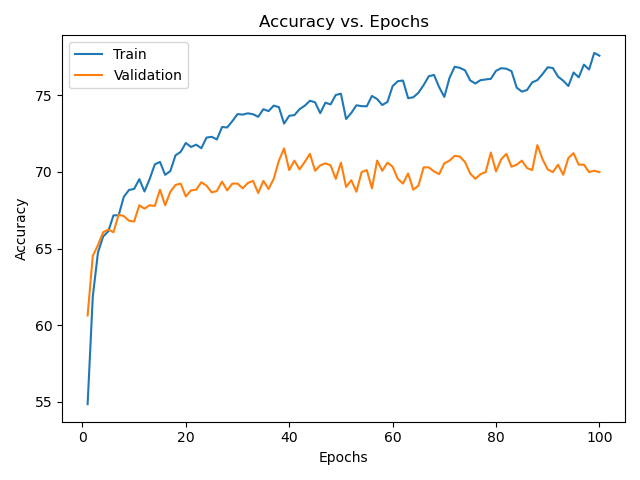 Accuracy vs. Epochs
Train
Validation
75
70
65
60
55
Accuracy
0 20 40 60 80 100
Epochs